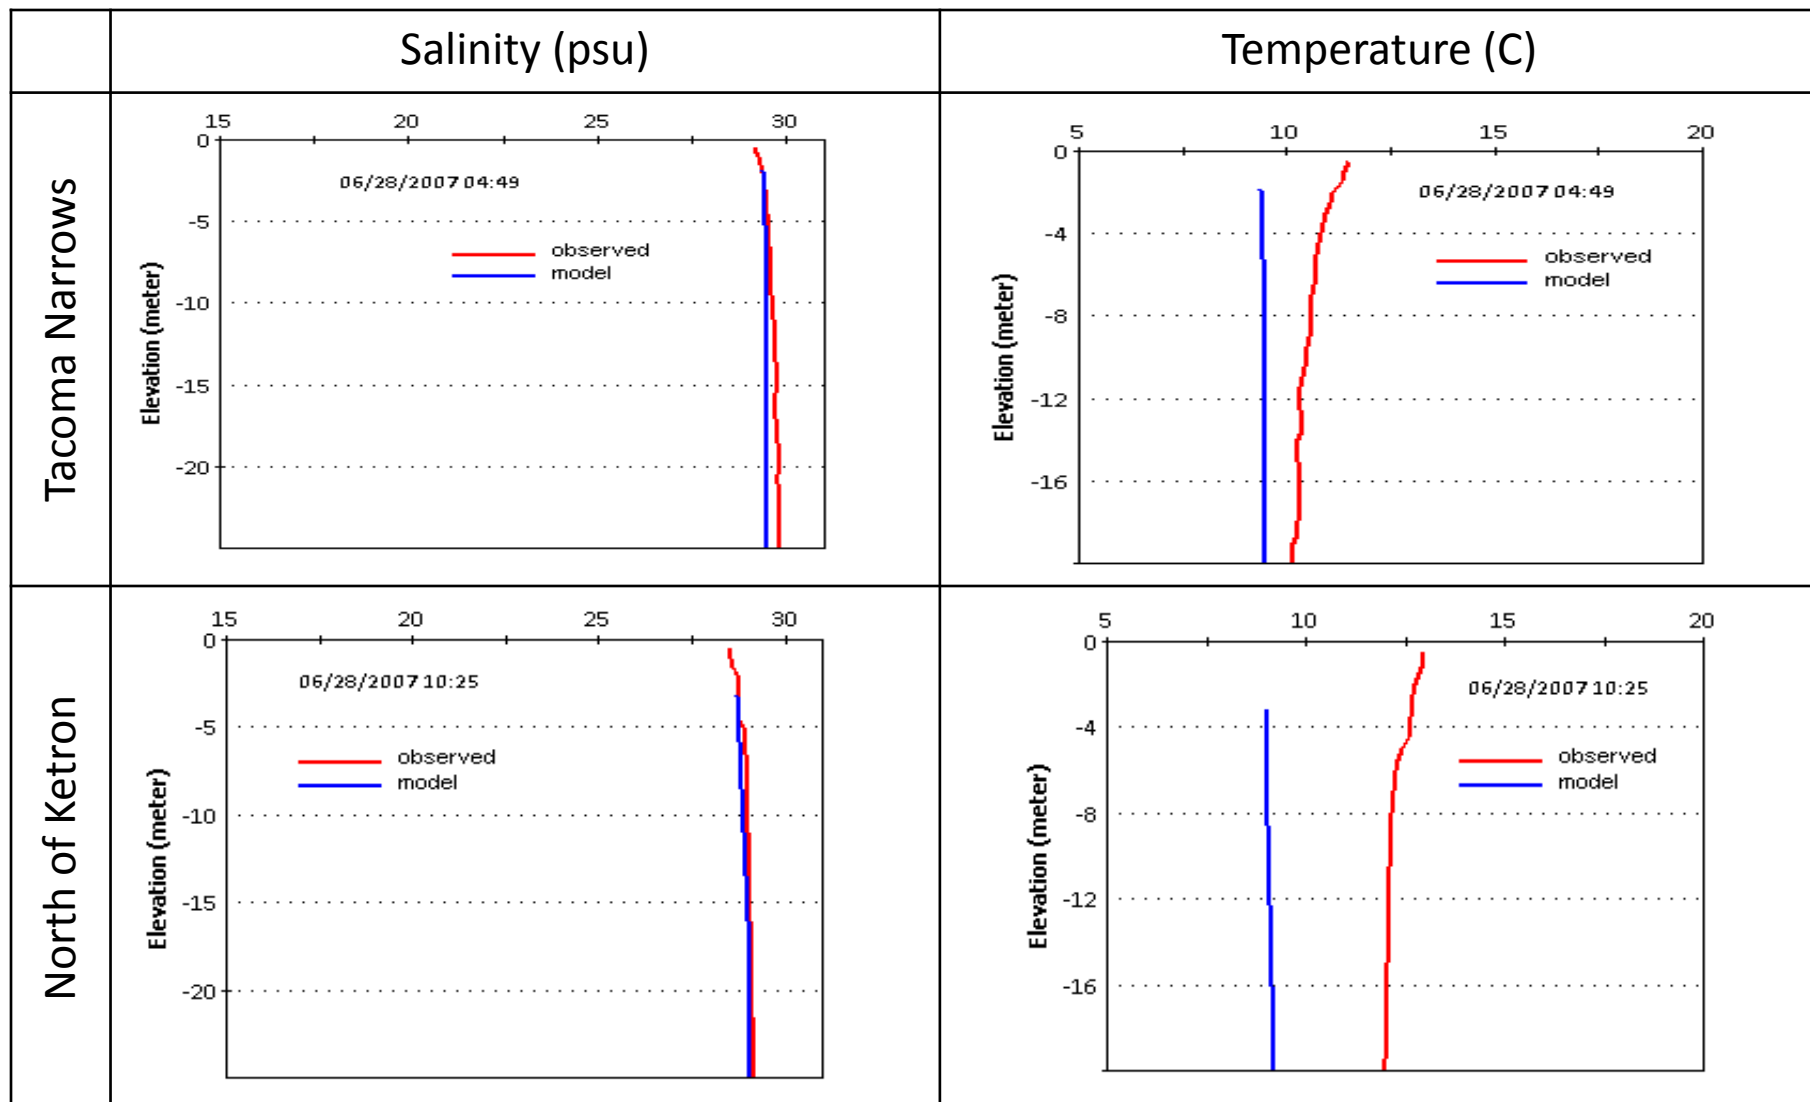 Salinity (psu)
Temperature (C)
Tacoma Narrows
15 20 25 30
0
06/28/2007 04:49
-5
observed
model
-10
-15
-20
Elevation (meter)
5 10 15 20
0
06/28/2007 04:49
-4
observed
model
-8
-12
-16
Elevation (meter)
North of Ketron
15 20 25 30
0
06/28/2007 10:25
-5
observed
model
-10
-15
-20
Elevation (meter)
5 10 15 20
0
06/28/2007 10:25
-4
observed
model
-8
-12
-16
Elevation (meter)